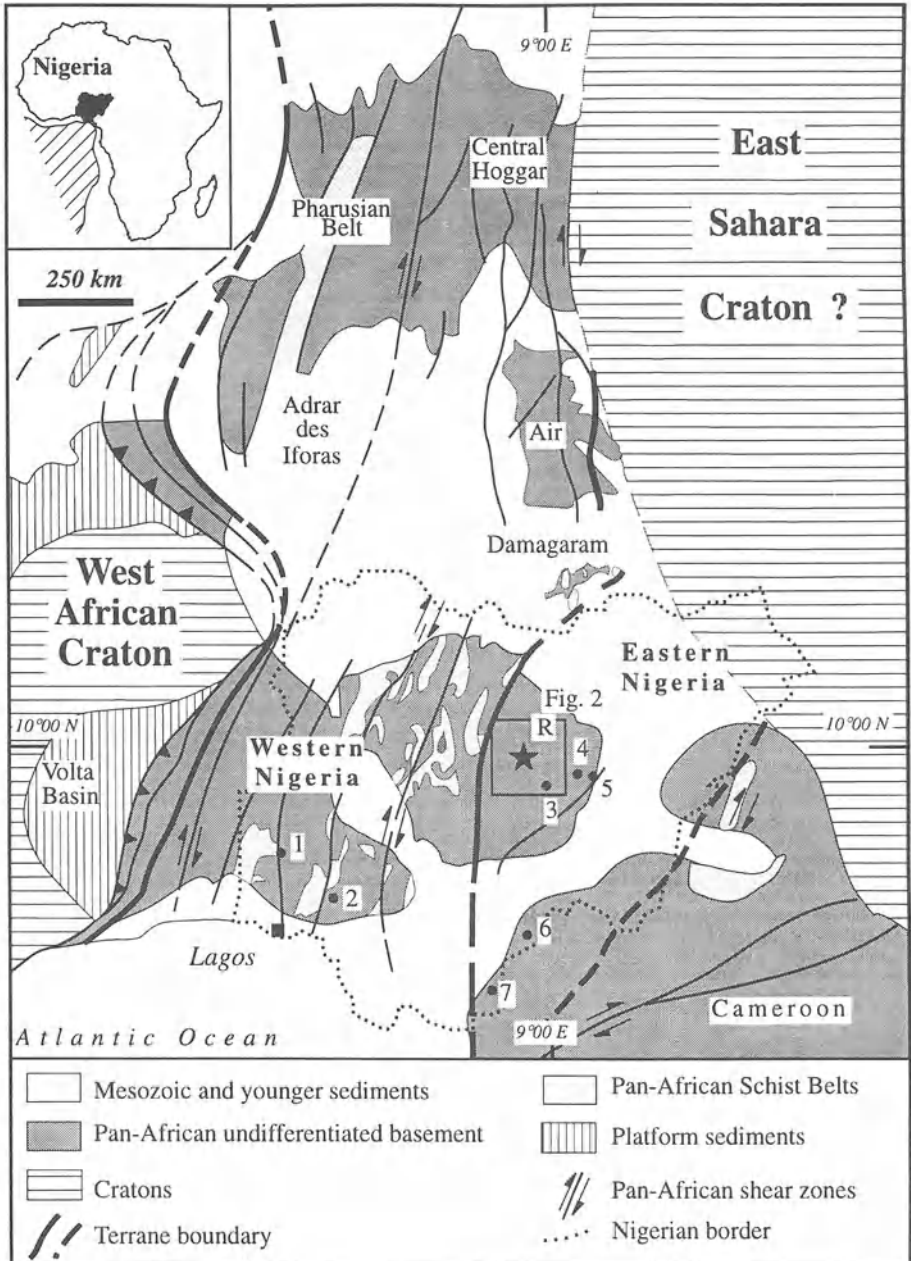 Nigeria
9°00 E
East
Sahara
Craton ?
Central
Hoggar
Pharusian
Belt
250 km
Adrar
des
Iforas
Air
Damagaram
West
African
Craton
Eastern
Nigeria
Fig. 2
R
10°00 N
10°00 N
Western
Nigeria
Volta
Basin
4
5
3
1
2
6
7
Lagos
9°00 E
Cameroon
Atlantic Ocean
Mesozoic and younger sediments
Pan-African undifferentiated basement
Cratons
Terrane boundary
Pan-African Schist Belts
Platform sediments
Pan-African shear zones
Nigerian border